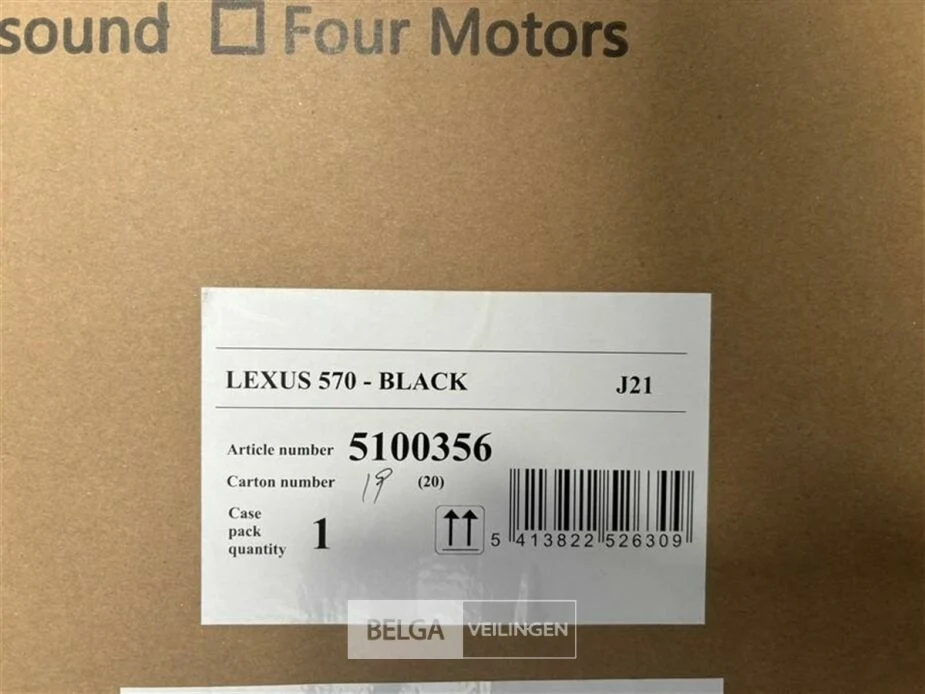 sound ☐ Four Motors
LEXUS 570 - BLACK J21
Article number 5100356
Carton number 19 (20)
Case
pack
quantity 1
5 413822 526309
BELGA VEILINGEN